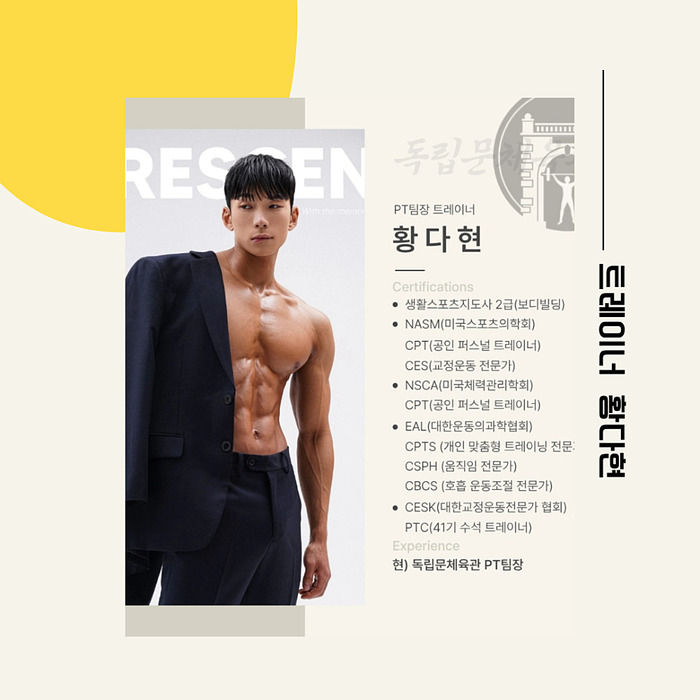 RESCEN
독립문체육관
PT팀장 트레이너
황다현
Certifications
생활스포츠지도사 2급(보디빌딩)
NASM(미국스포츠의학회)
CPT(공인 퍼스널 트레이너)
CES(교정운동 전문가)
NSCA(미국체력관리학회)
CPT(공인 퍼스널 트레이너)
EAL(대한운동의과학협회)
CPTS (개인 맞춤형 트레이닝 전문
CSPH (움직임 전문가)
CBCS (호흡 운동조절 전문가)
CESK(대한교정운동전문가 협회)
PTC(41기 수석 트레이너)
Experience
현) 독립문체육관 PT팀장
트레이너 황다현